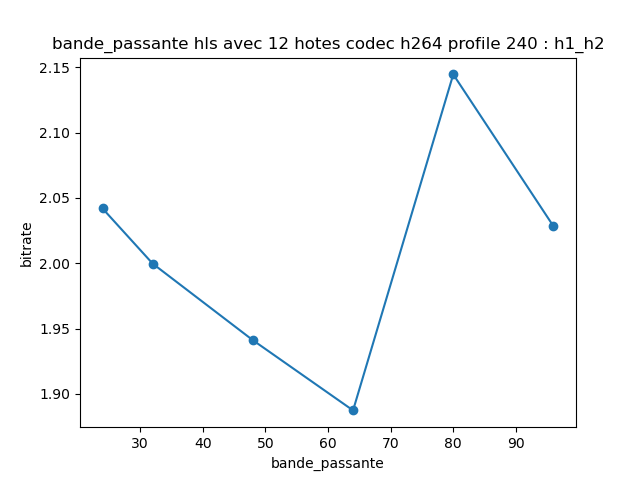 bande_passante hls avec 12 hotes codec h264 profile 240 : h1_h2
2.15
2.10
2.05
2.00
1.95
1.90
bitrate
30 40 50 60 70 80 90
bande_passante